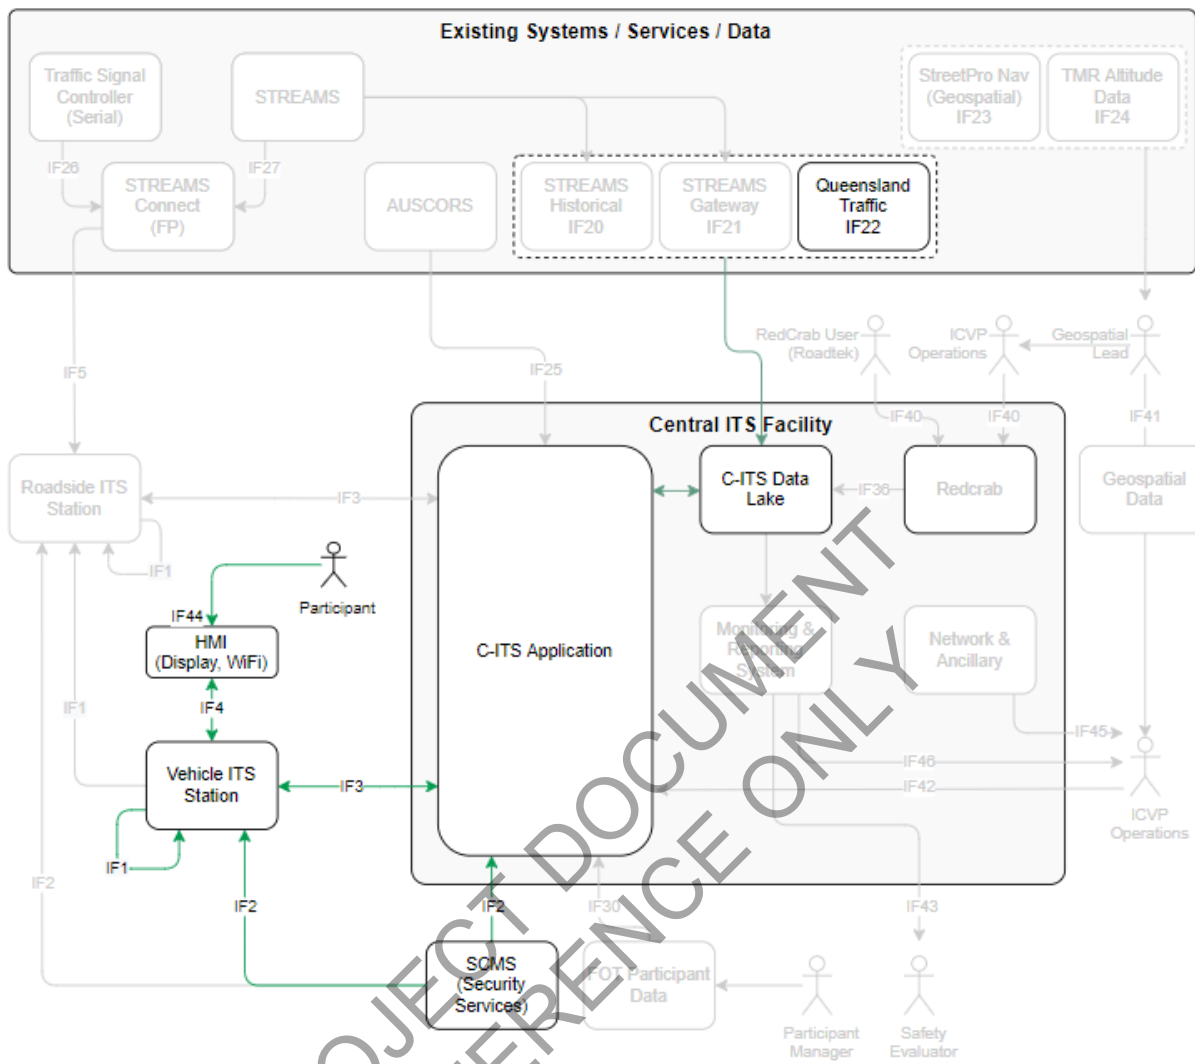 Existing Systems / Services / Data
Traffic Signal
Controller
(Serial)
STREAMS
StreetPro Nav
(Geospatial)
IF23
TMR Altitude
Data
IF24
IF26
IF27
STREAMS
Connect
(FP)
AUSCORS
STREAMS
Historical
IF20
STREAMS
Gateway
IF21
Queensland
Traffic
IF22
RedCrab User
(Roadtek)
ICVP
Operations
Geospatial
Lead
IF5
IF25
IF40
IF40
IF41
Central ITS Facility
Roadside ITS
Station
IF3
C-ITS Data
Lake
IF36
Redcrab
Geospatial
Data
IF1
Participant
IF44
HMI
(Display, WiFi)
C-ITS Application
Monitoring &
Reporting
System
Network &
Ancillary
IF1
IF4
IF45
IF46
Vehicle ITS
Station
IF3
IF42
ICVP
Operations
IF1
IF2
IF2
IF2
IF30
IF43
SCMS
(Security
Services)
FOT Participant
Data
Participant
Manager
Safety
Evaluator
PROJECT DOCUMENT
REFERENCE ONLY